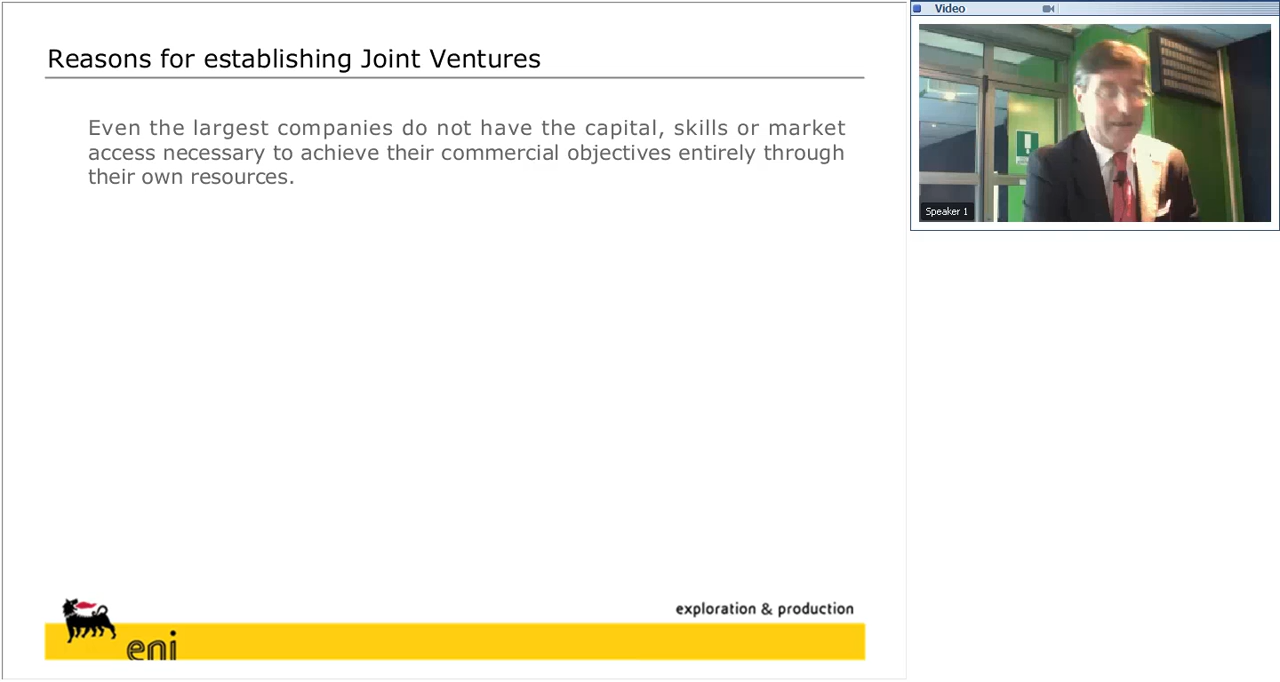 Reasons for establishing Joint Ventures
Even the largest companies do not have the capital, skills or market
access necessary to achieve their commercial objectives entirely through
their own resources.
exploration & production
eni
Video
Speaker 1